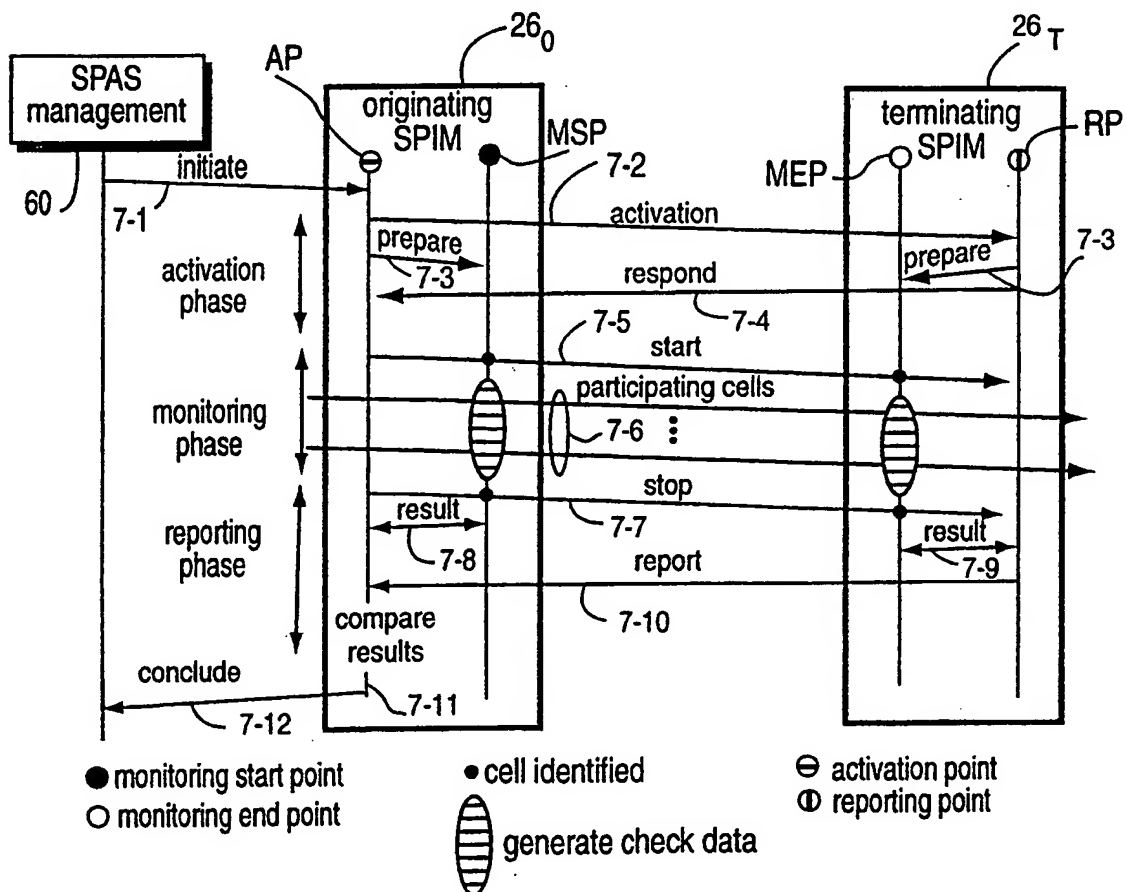 26₀
26 T
AP
SPAS
management
originating
SPIM
MSP
terminating
SPIM
RP
MEP
7-2
60
initiate
7-1
activation
prepare
7-3
prepare
7-3
respond
7-4
activation
phase
7-5
start
participating cells
7-6
monitoring
phase
stop
7-7
result
7-8
result
7-9
reporting
phase
report
7-10
compare
results
conclude
7-11
7-12
monitoring start point
cell identified
activation point
monitoring end point
reporting point
generate check data